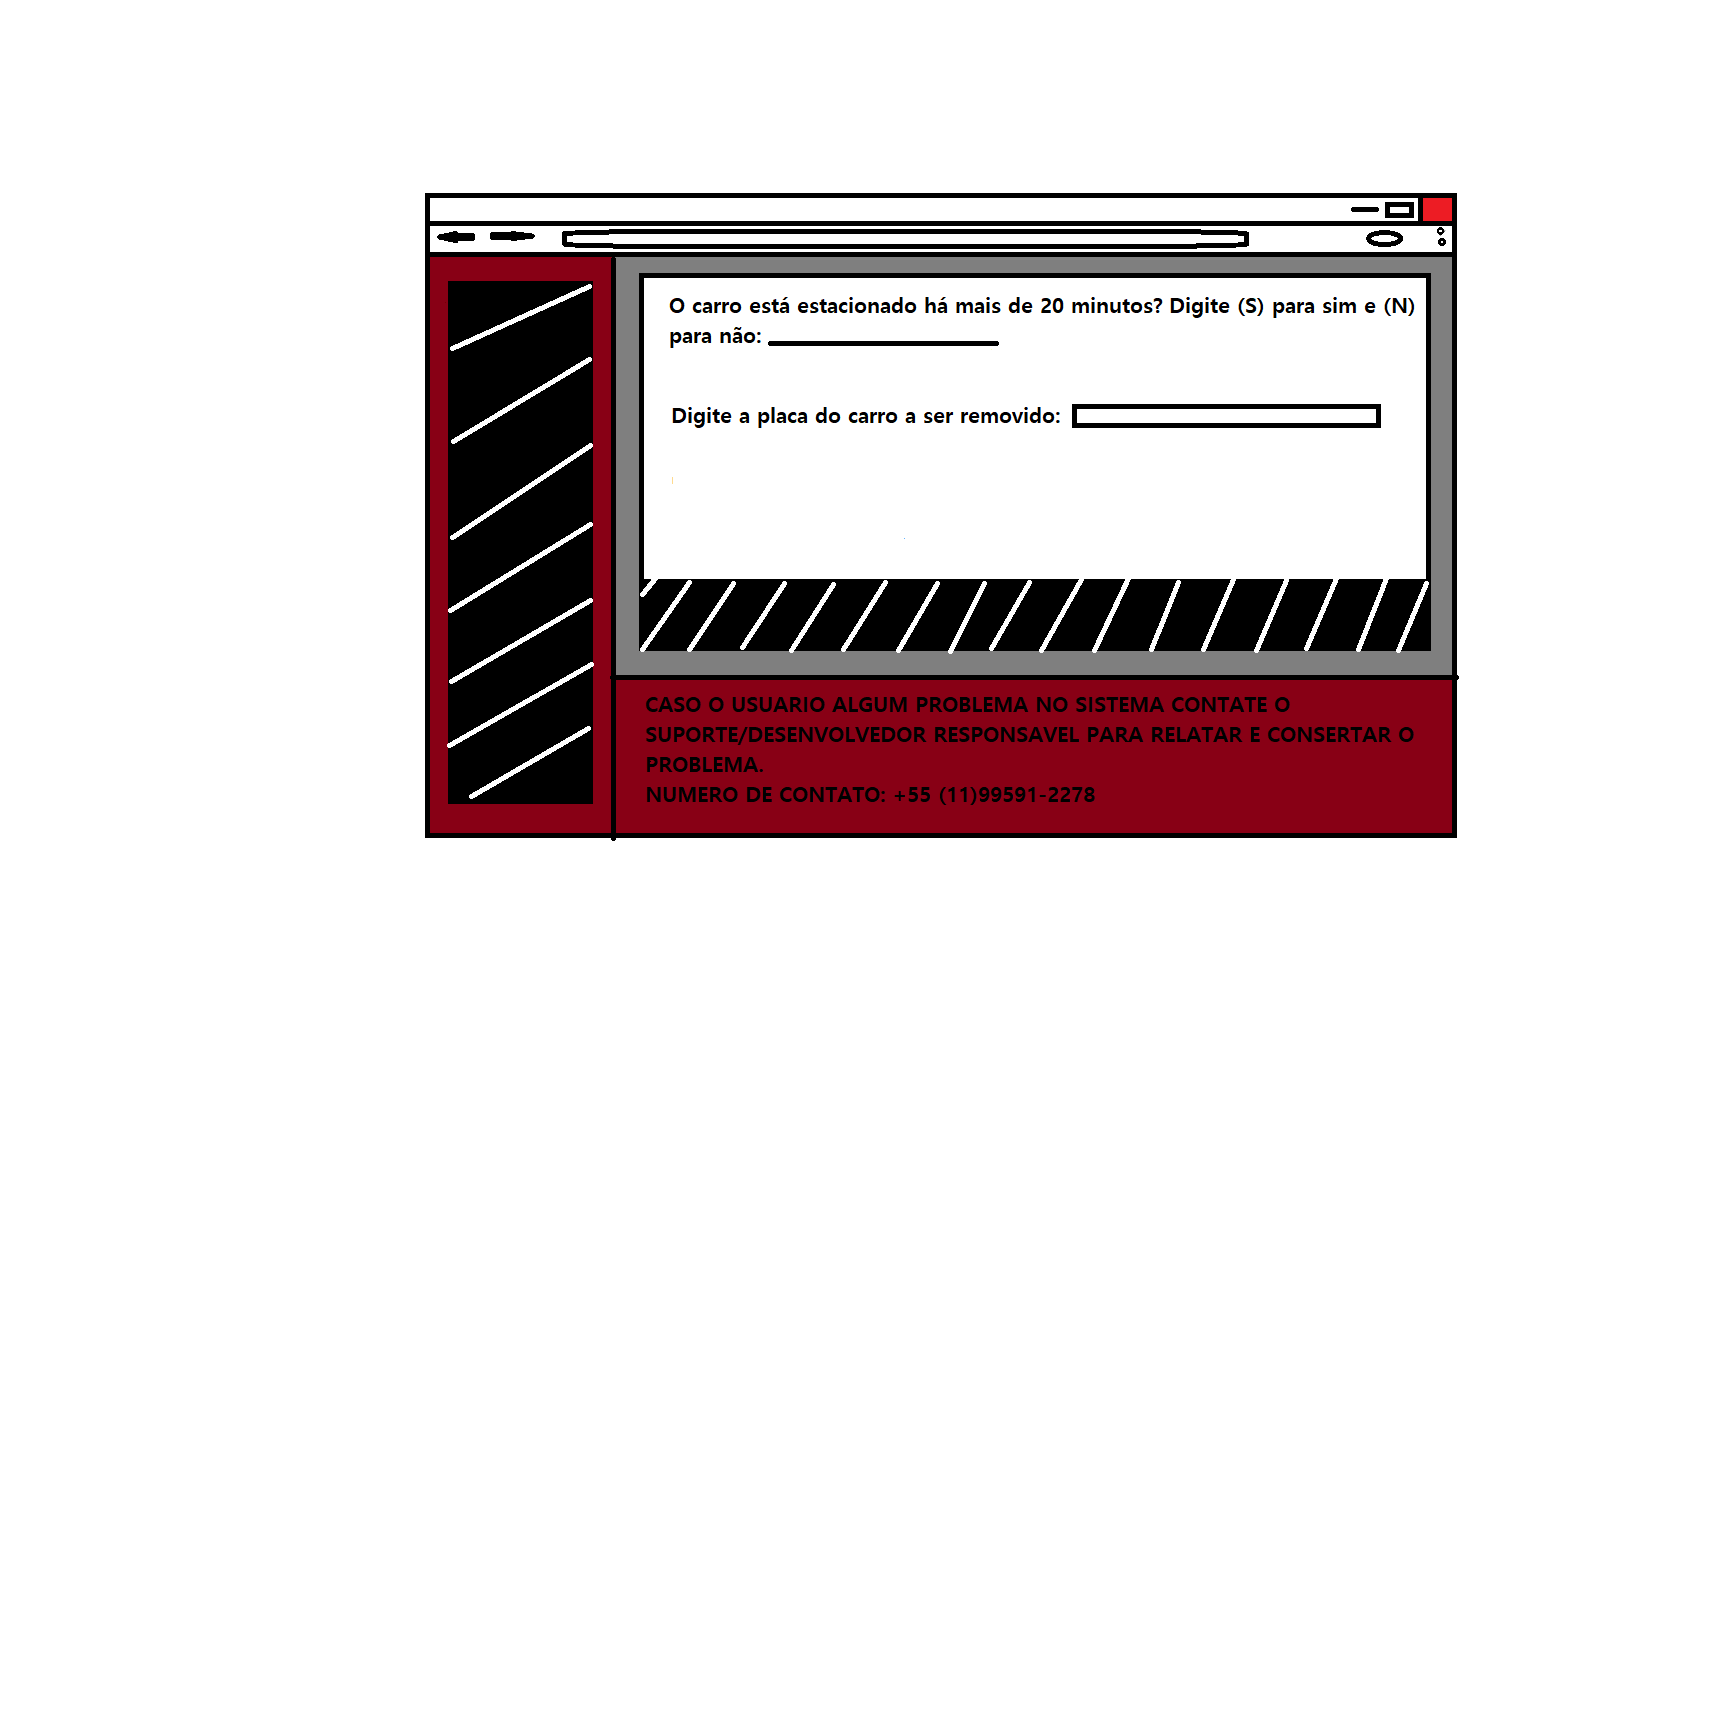 O carro está estacionado há mais de 20 minutos? Digite (S) para sim e (N)
para não:
Digite a placa do carro a ser removido:
CASO O USUARIO ALGUM PROBLEMA NO SISTEMA CONTATE O
SUPORTE/DESENVOLVEDOR RESPONSAVEL PARA RELATAR E CONSERTAR O
PROBLEMA.
NUMERO DE CONTATO: +55 (11)99591-2278